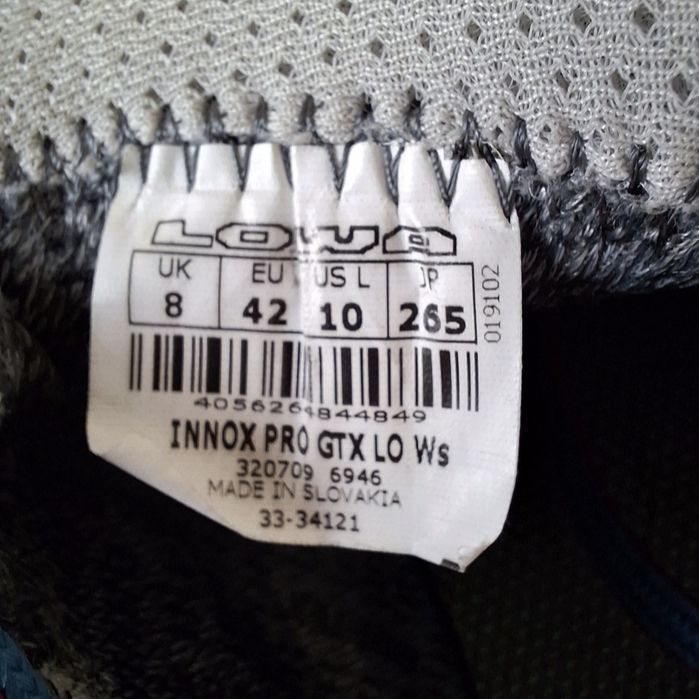 LOWA
UK EU US L JP
8 42 10 265
019102
4056264844849
INNOX PRO GTX LO Ws
320709 6946
MADE IN SLOVAKIA
33-34121